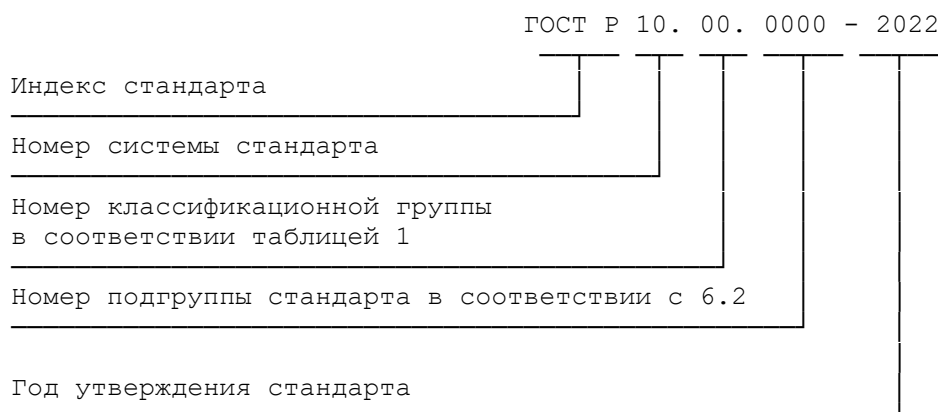 ГОСТ Р 10. 00. 0000 - 2022
Индекс стандарта
Номер системы стандарта
Номер классификационной группы
в соответствии таблицей 1
Номер подгруппы стандарта в соответствии с 6.2
Год утверждения стандарта